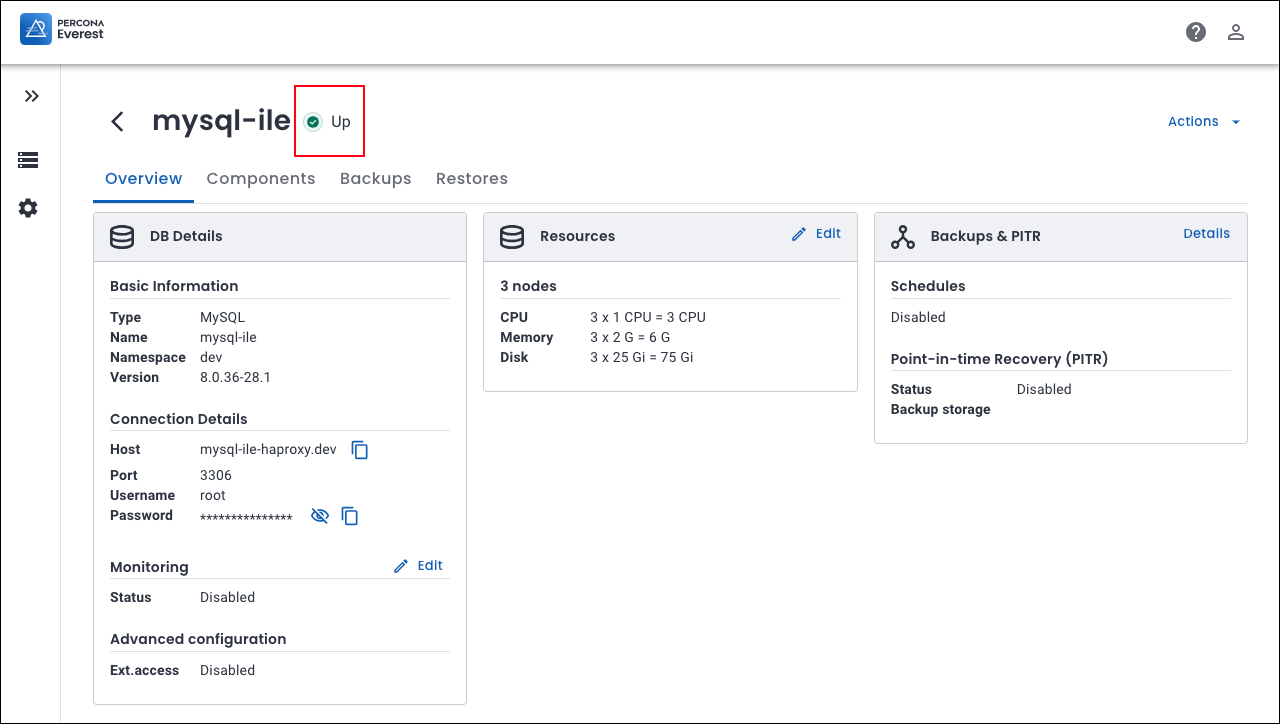 PERCONA
Everest
mysql-ile Up
Actions
Overview Components Backups Restores
DB Details
Basic Information
Type MySQL
Name mysql-ile
Namespace dev
Version 8.0.36-28.1
Connection Details
Host mysql-ile-haproxy.dev
Port 3306
Username root
Password ***************
Monitoring Edit
Status Disabled
Advanced configuration
Ext.access Disabled
Resources Edit
3 nodes
CPU 3 x 1 CPU = 3 CPU
Memory 3 x 2 G = 6 G
Disk 3 x 25 Gi = 75 Gi
Backups & PITR Details
Schedules
Disabled
Point-in-time Recovery (PITR)
Status Disabled
Backup storage